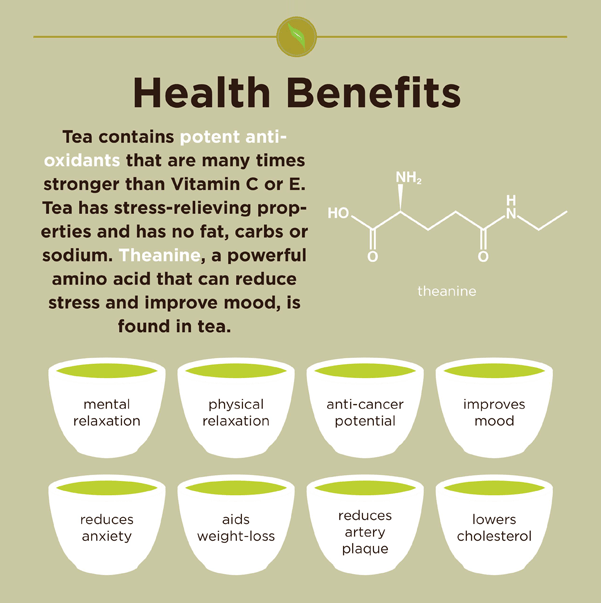 Health Benefits
Tea contains potent anti-
oxidants that are many times
stronger than Vitamin C or E.
Tea has stress-relieving prop-
erties and has no fat, carbs or
sodium. Theanine, a powerful
amino acid that can reduce
stress and improve mood, is
found in tea.
NH₂
H
HO
N
O
O
theanine
mental
relaxation
physical
relaxation
anti-cancer
potential
improves
mood
reduces
anxiety
aids
weight-loss
reduces
artery
plaque
lowers
cholesterol